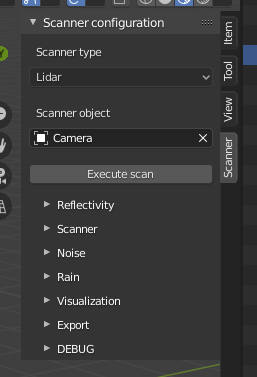 Scanner configuration
Scanner type
Lidar
Scanner object
Camera
Execute scan
Reflectivity
Scanner
Noise
Rain
Visualization
Export
DEBUG
Item
Tool
View
Scanner